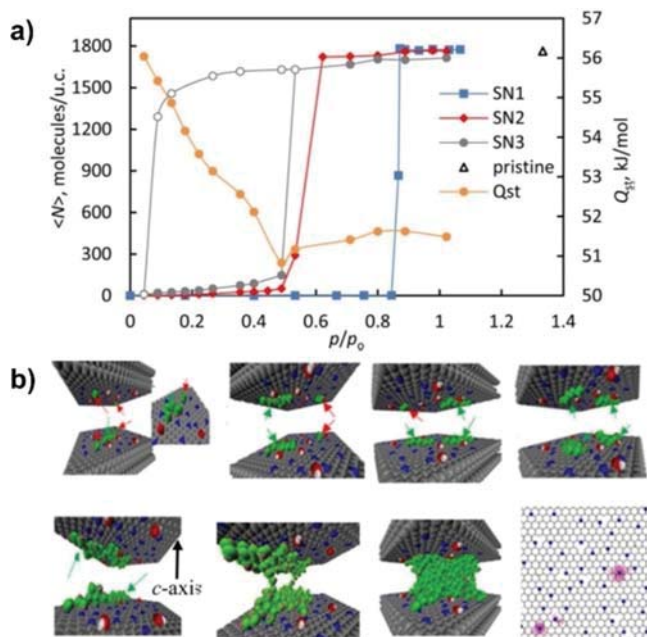 a)
<N>, molecules/u.c.
1800
1500
1200
900
600
300
0
0
0.2
0.4
0.6
0.8
1
1.2
1.4
p/pₒ
57
56
55
54
53
52
51
50
Qst, kJ/mol
SN1
SN2
SN3
pristine
Qst
b)
c-axis